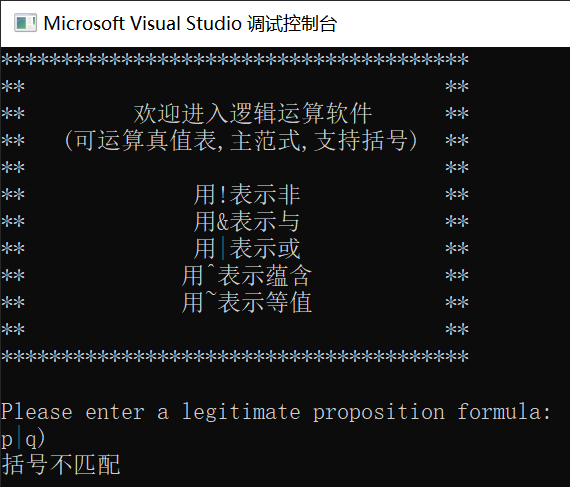 Microsoft Visual Studio 调试控制台
***************************************
** **
** 欢迎进入逻辑运算软件 **
** (可运算真值表,主范式,支持括号) **
** **
** 用!表示非 **
** 用&表示与 **
** 用|表示或 **
** 用^表示蕴含 **
** 用~表示等值 **
** **
***************************************
Please enter a legitimate proposition formula:
p|q)
括号不匹配